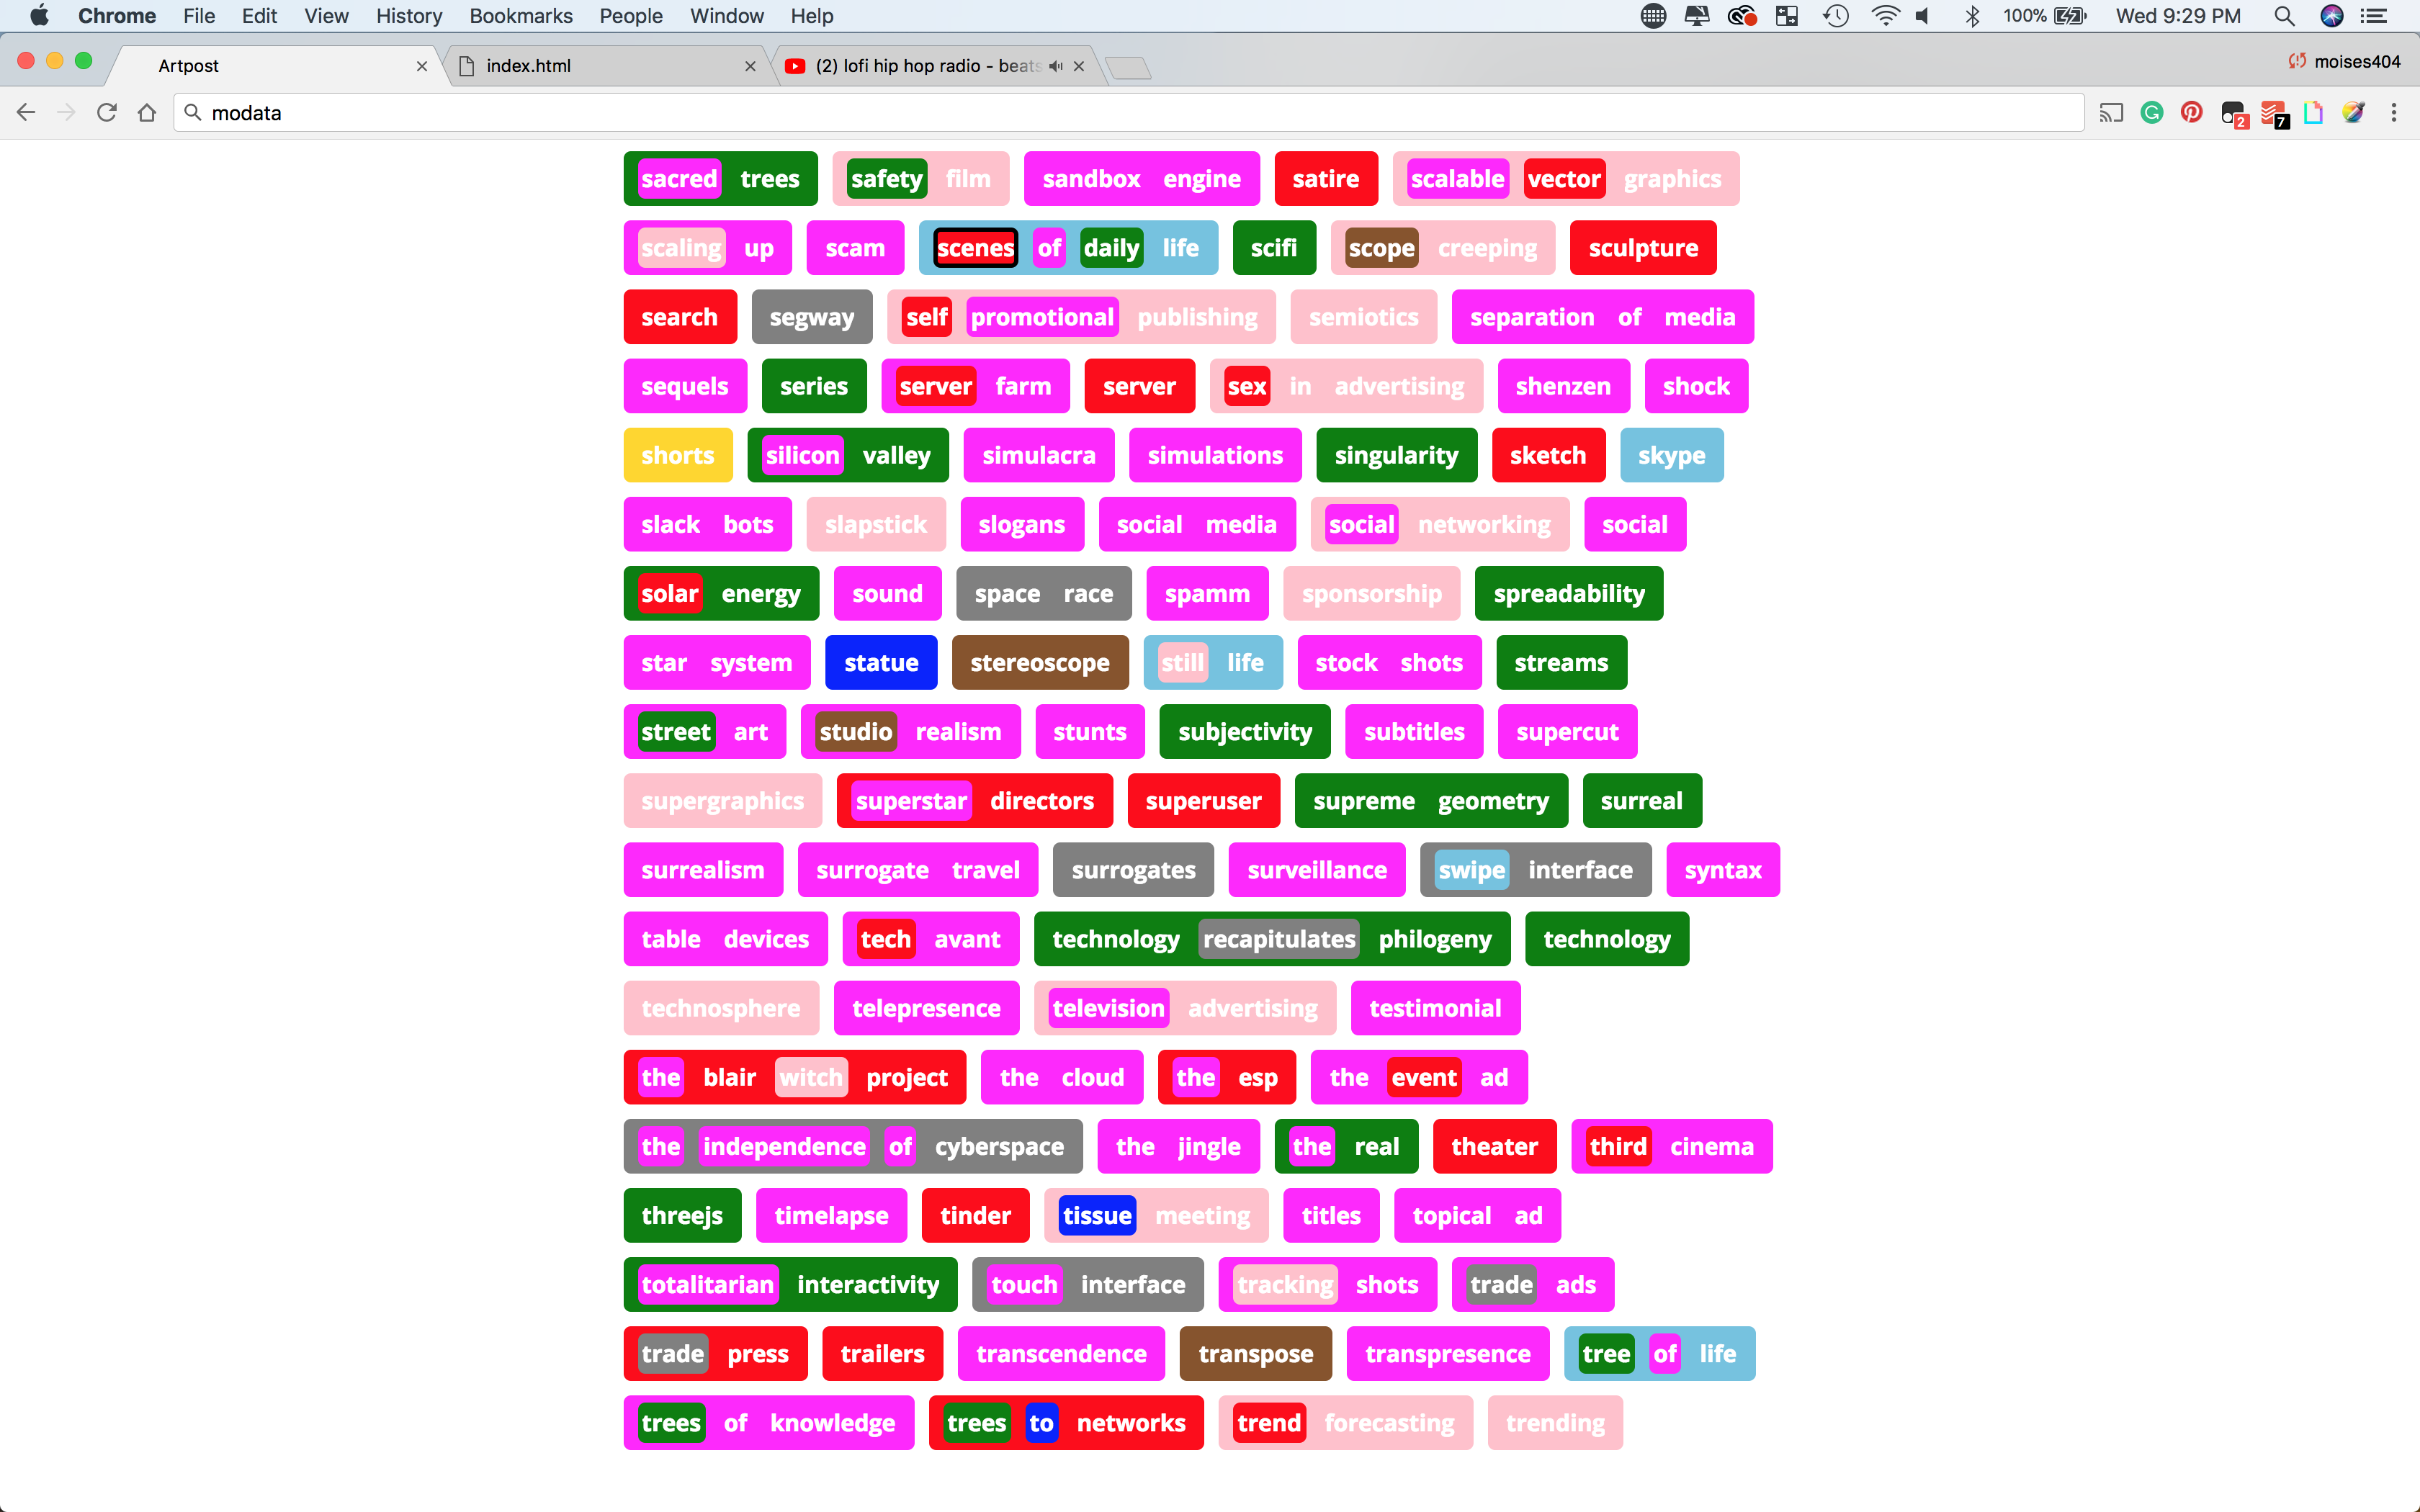 Chrome File Edit View History Bookmarks People Window Help 100% Wed 9:29 PM
Artpost index.html (2) lofi hip hop radio - beats moises404
modata 2 7
sacred trees safety film sandbox engine satire scalable vector graphics
scaling up scam scenes of daily life scifi scope creeping sculpture
search segway self promotional publishing semiotics separation of media
sequels series server farm server sex in advertising shenzen shock
shorts silicon valley simulacra simulations singularity sketch skype
slack bots slapstick slogans social media social networking social
solar energy sound space race spamm sponsorship spreadability
star system statue stereoscope still life stock shots streams
street art studio realism stunts subjectivity subtitles supercut
supergraphics superstar directors superuser supreme geometry surreal
surrealism surrogate travel surrogates surveillance swipe interface syntax
table devices tech avant technology recapitulates philogeny technology
technosphere telepresence television advertising testimonial
the blair witch project the cloud the esp the event ad
the independence of cyberspace the jingle the real theater third cinema
threejs timelapse tinder tissue meeting titles topical ad
totalitarian interactivity touch interface tracking shots trade ads
trade press trailers transcendence transpose transpresence tree of life
trees of knowledge trees to networks trend forecasting trending